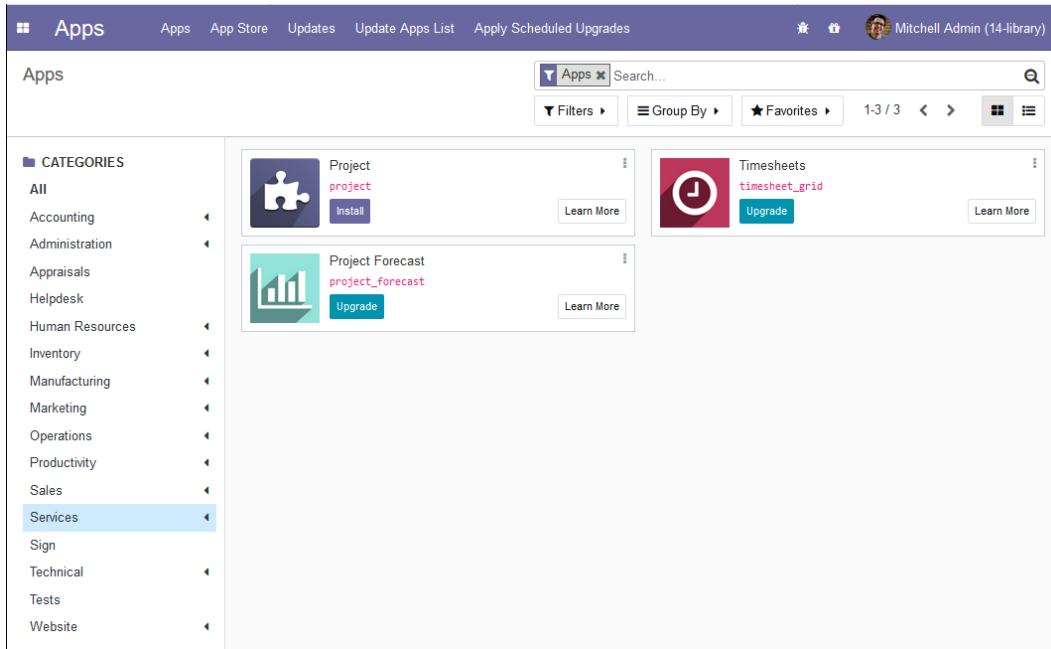 Apps Apps App Store Updates Update Apps List Apply Scheduled Upgrades Mitchell Admin (14-library)
Apps
Apps Search...
Filters Group By Favorites 1-3 / 3
CATEGORIES
All
Accounting
Administration
Appraisals
Helpdesk
Human Resources
Inventory
Manufacturing
Marketing
Operations
Productivity
Sales
Services
Sign
Technical
Tests
Website
Project
project
Install Learn More
Timesheets
timesheet_grid
Upgrade Learn More
Project Forecast
project_forecast
Upgrade Learn More